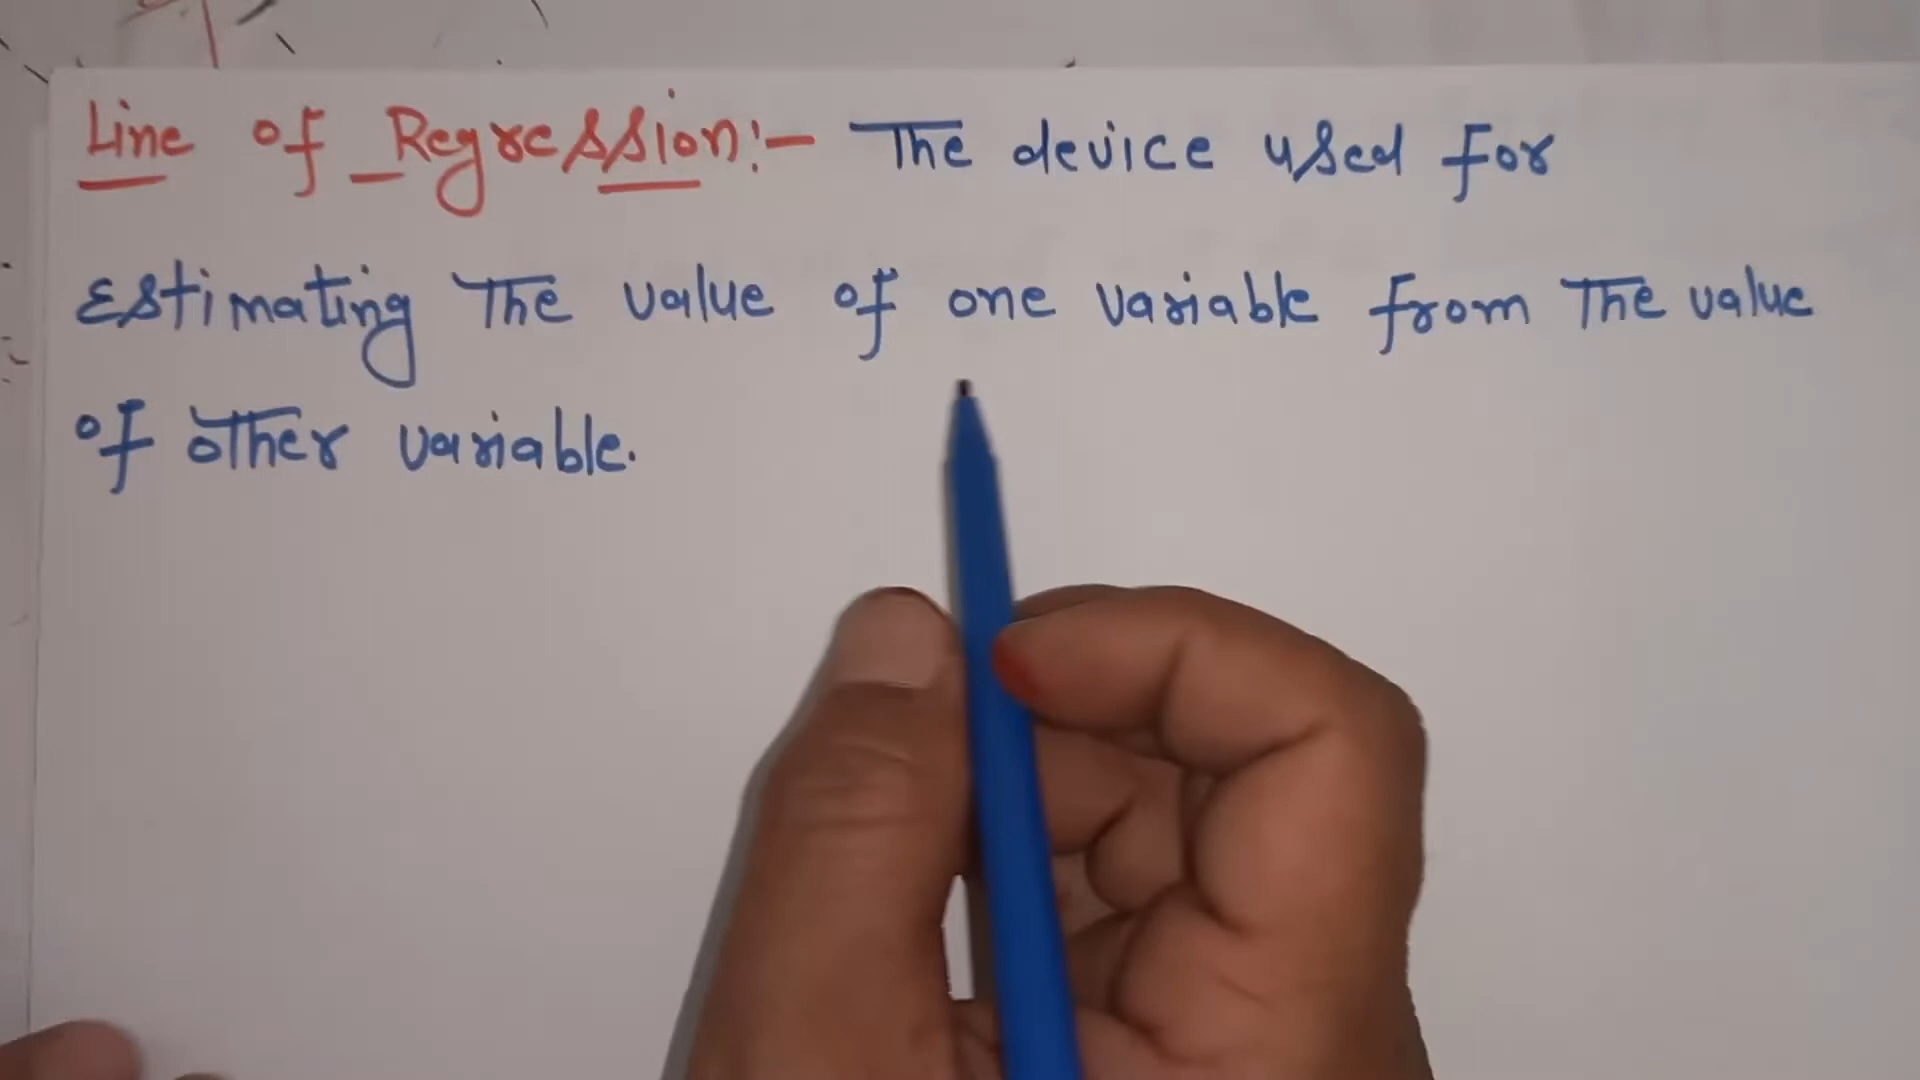 Line of Regression:- The device used for
Estimating The value of one variable from The value
of other variable.